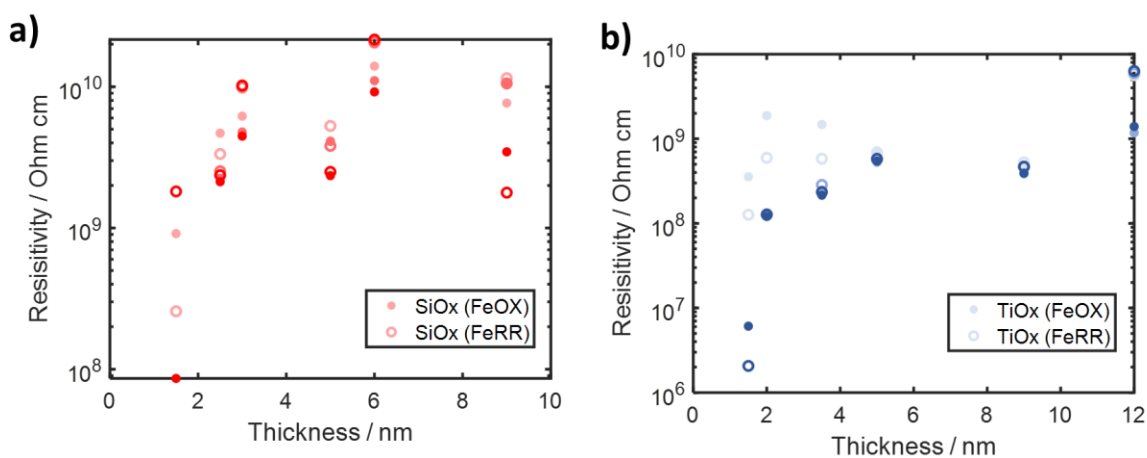 a)
Resisitivity / Ohm cm
10^10
10^9
10^8
0 2 4 6 8 10
Thickness / nm
SiOx (FeOX)
SiOx (FeRR)
b)
Resisitivity / Ohm cm
10^10
10^9
10^8
10^7
10^6
0 2 4 6 8 10 12
Thickness / nm
TiOx (FeOX)
TiOx (FeRR)